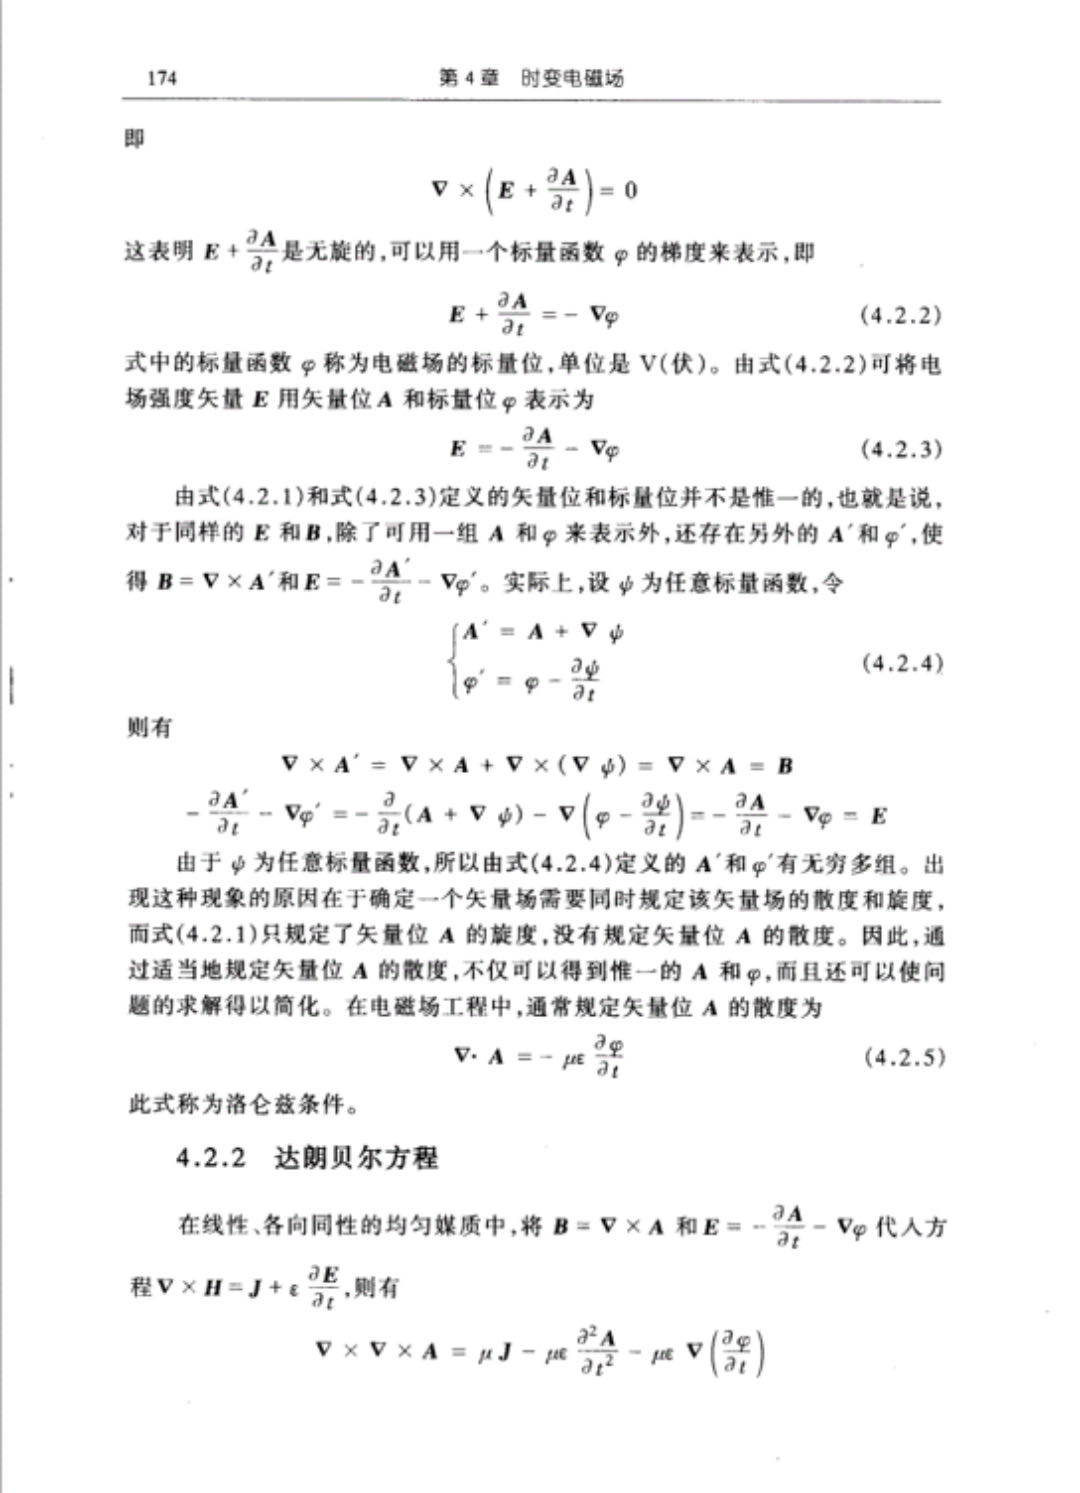 174 第 4 章 时变电磁场
即
∇ × (E + ∂A/∂t) = 0
这表明 E + ∂A/∂t 是无旋的,可以用一个标量函数 φ 的梯度来表示,即
E + ∂A/∂t = − ∇φ (4.2.2)
式中的标量函数 φ 称为电磁场的标量位,单位是 V(伏)。由式(4.2.2)可将电
场强度矢量 E 用矢量位 A 和标量位 φ 表示为
E = − ∂A/∂t − ∇φ (4.2.3)
由式(4.2.1)和式(4.2.3)定义的矢量位和标量位并不是惟一的,也就是说,
对于同样的 E 和 B,除了可用一组 A 和 φ 来表示外,还存在另外的 A′和 φ′,使
得 B = ∇ × A′和 E = − ∂A′/∂t − ∇φ′。实际上,设 ψ 为任意标量函数,令
A′ = A + ∇ ψ
φ′ = φ − ∂ψ/∂t (4.2.4)
则有
∇ × A′ = ∇ × A + ∇ × (∇ ψ) = ∇ × A = B
− ∂A′/∂t − ∇φ′ = − ∂/∂t (A + ∇ ψ) − ∇ (φ − ∂ψ/∂t) = − ∂A/∂t − ∇φ = E
由于 ψ 为任意标量函数,所以由式(4.2.4)定义的 A′和 φ′有无穷多组。出
现这种现象的原因在于确定一个矢量场需要同时规定该矢量场的散度和旋度,
而式(4.2.1)只规定了矢量位 A 的旋度,没有规定矢量位 A 的散度。因此,通
过适当地规定矢量位 A 的散度,不仅可以得到惟一的 A 和 φ,而且还可以使问
题的求解得以简化。在电磁场工程中,通常规定矢量位 A 的散度为
∇· A = − με ∂φ/∂t (4.2.5)
此式称为洛仑兹条件。
4.2.2 达朗贝尔方程
在线性、各向同性的均匀媒质中,将 B = ∇ × A 和 E = − ∂A/∂t − ∇φ 代入方
程 ∇ × H = J + ε ∂E/∂t,则有
∇ × ∇ × A = μ J − με ∂²A/∂t² − με ∇ (∂φ/∂t)